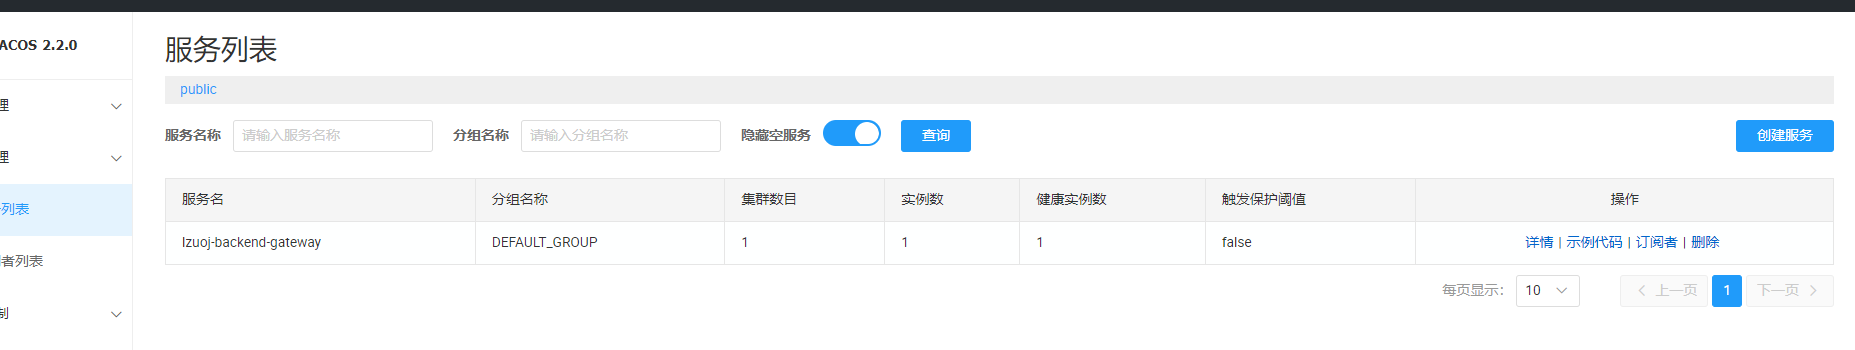 ACOS 2.2.0
理
理
列表
者列表
制
服务列表
public
服务名称 请输入服务名称 分组名称 请输入分组名称 隐藏空服务 查询 创建服务
服务名 分组名称 集群数目 实例数 健康实例数 触发保护阈值 操作
lzuoj-backend-gateway DEFAULT_GROUP 1 1 1 false 详情 | 示例代码 | 订阅者 | 删除
每页显示: 10 上一页 1 下一页